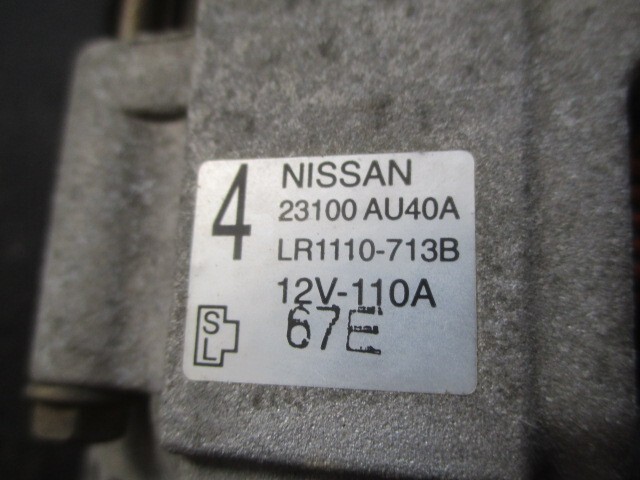 4
NISSAN
23100 AU40A
LR1110-713B
12V-110A
67E
S
L